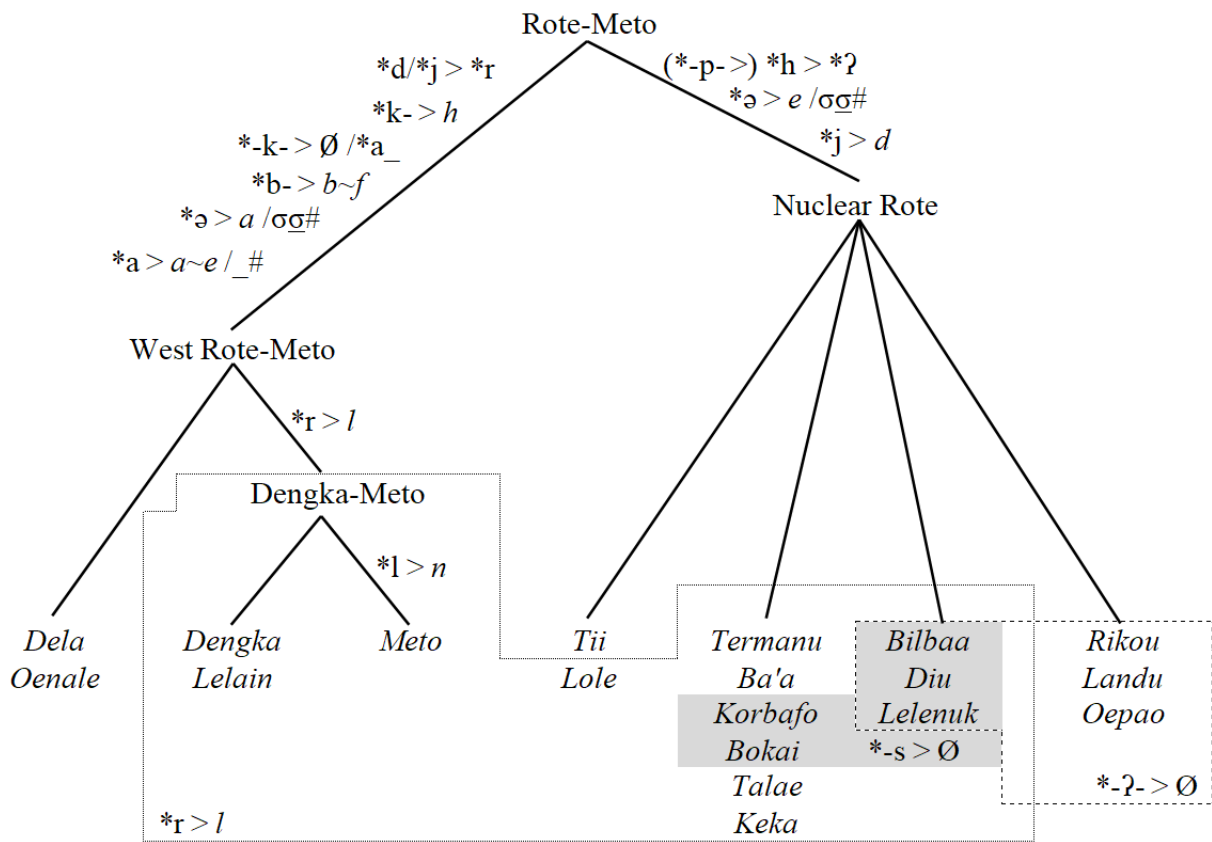 Rote-Meto
*d/*j > *r
(*-p- >) *h > *ʔ
*k- > h
*ə > e /σσ̲#
*-k- > Ø /*a_
*j > d
*b- > b~f
*ə > a /σσ̲#
Nuclear Rote
*a > a~e /_#
West Rote-Meto
*r > l
Dengka-Meto
*l > n
Dela Dengka Meto Tii Termanu Bilbaa Rikou
Oenale Lelain Lole Ba'a Diu Landu
Korbafo Lelenuk Oepao
Bokai *-s > Ø
Talae *-ʔ- > Ø
*r > l Keka